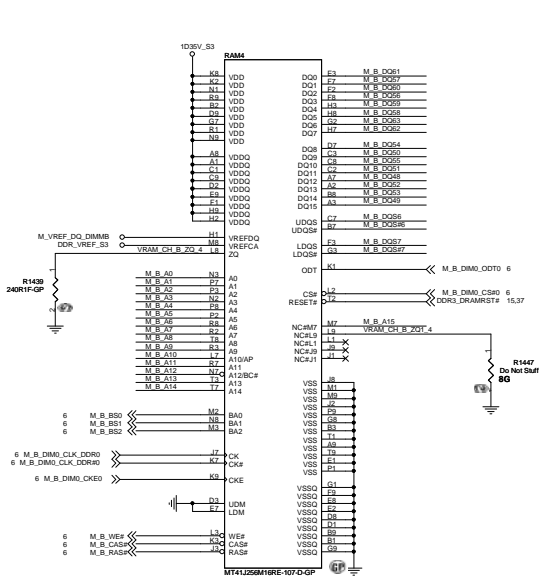 1D35V_S3
RAM4
K8 VDD
K2 VDD
N1 VDD
R9 VDD
B2 VDD
D9 VDD
G7 VDD
R1 VDD
N9 VDD
A8 VDDQ
A1 VDDQ
C1 VDDQ
C9 VDDQ
D2 VDDQ
E9 VDDQ
F1 VDDQ
H9 VDDQ
H2 VDDQ
M_VREF_DQ_DIMMB H1 VREFDQ
DDR_VREF_S3 M8 VREFCA
VRAM_CH_B_ZQ_4 L8 ZQ
R1439
240R1F-GP
1
2
M_B_A0 N3 A0
M_B_A1 P7 A1
M_B_A2 P3 A2
M_B_A3 N2 A3
M_B_A4 P8 A4
M_B_A5 P2 A5
M_B_A6 R8 A6
M_B_A7 R2 A7
M_B_A8 T8 A8
M_B_A9 R3 A9
M_B_A10 L7 A10/AP
M_B_A11 R7 A11
M_B_A12 N7 A12/BC#
M_B_A13 T3 A13
M_B_A14 T7 A14
6 M_B_BS0 M2 BA0
6 M_B_BS1 N8 BA1
6 M_B_BS2 M3 BA2
6 M_B_DIM0_CLK_DDR0 J7 CK
6 M_B_DIM0_CLK_DDR#0 K7 CK#
6 M_B_DIM0_CKE0 K9 CKE
D3 UDM
E7 LDM
6 M_B_WE# L3 WE#
6 M_B_CAS# K3 CAS#
6 M_B_RAS# J3 RAS#
DQ0 E3 M_B_DQ61
DQ1 F7 M_B_DQ57
DQ2 F2 M_B_DQ60
DQ3 F8 M_B_DQ56
DQ4 H3 M_B_DQ59
DQ5 H8 M_B_DQ58
DQ6 G2 M_B_DQ63
DQ7 H7 M_B_DQ62
DQ8 D7 M_B_DQ54
DQ9 C3 M_B_DQ50
DQ10 C8 M_B_DQ55
DQ11 C2 M_B_DQ51
DQ12 A7 M_B_DQ48
DQ13 A2 M_B_DQ52
DQ14 B8 M_B_DQ53
DQ15 A3 M_B_DQ49
UDQS C7 M_B_DQS6
UDQS# B7 M_B_DQS#6
LDQS F3 M_B_DQS7
LDQS# G3 M_B_DQS#7
ODT K1 M_B_DIM0_ODT0 6
CS# L2 M_B_DIM0_CS#0 6
RESET# T2 DDR3_DRAMRST# 15,37
NC#M7 M7 M_B_A15
NC#L9 L9 VRAM_CH_B_ZQ1_4
NC#L1 L1
NC#J9 J9
NC#J1 J1
1
2
R1447
Do Not Stuff
8G
VSS J8
VSS M1
VSS M9
VSS J2
VSS P9
VSS G8
VSS B3
VSS T1
VSS A9
VSS T9
VSS E1
VSS P1
VSSQ G1
VSSQ F9
VSSQ E8
VSSQ E2
VSSQ D8
VSSQ D1
VSSQ B9
VSSQ B1
VSSQ G9
MT41J256M16RE-107-D-GP
GP